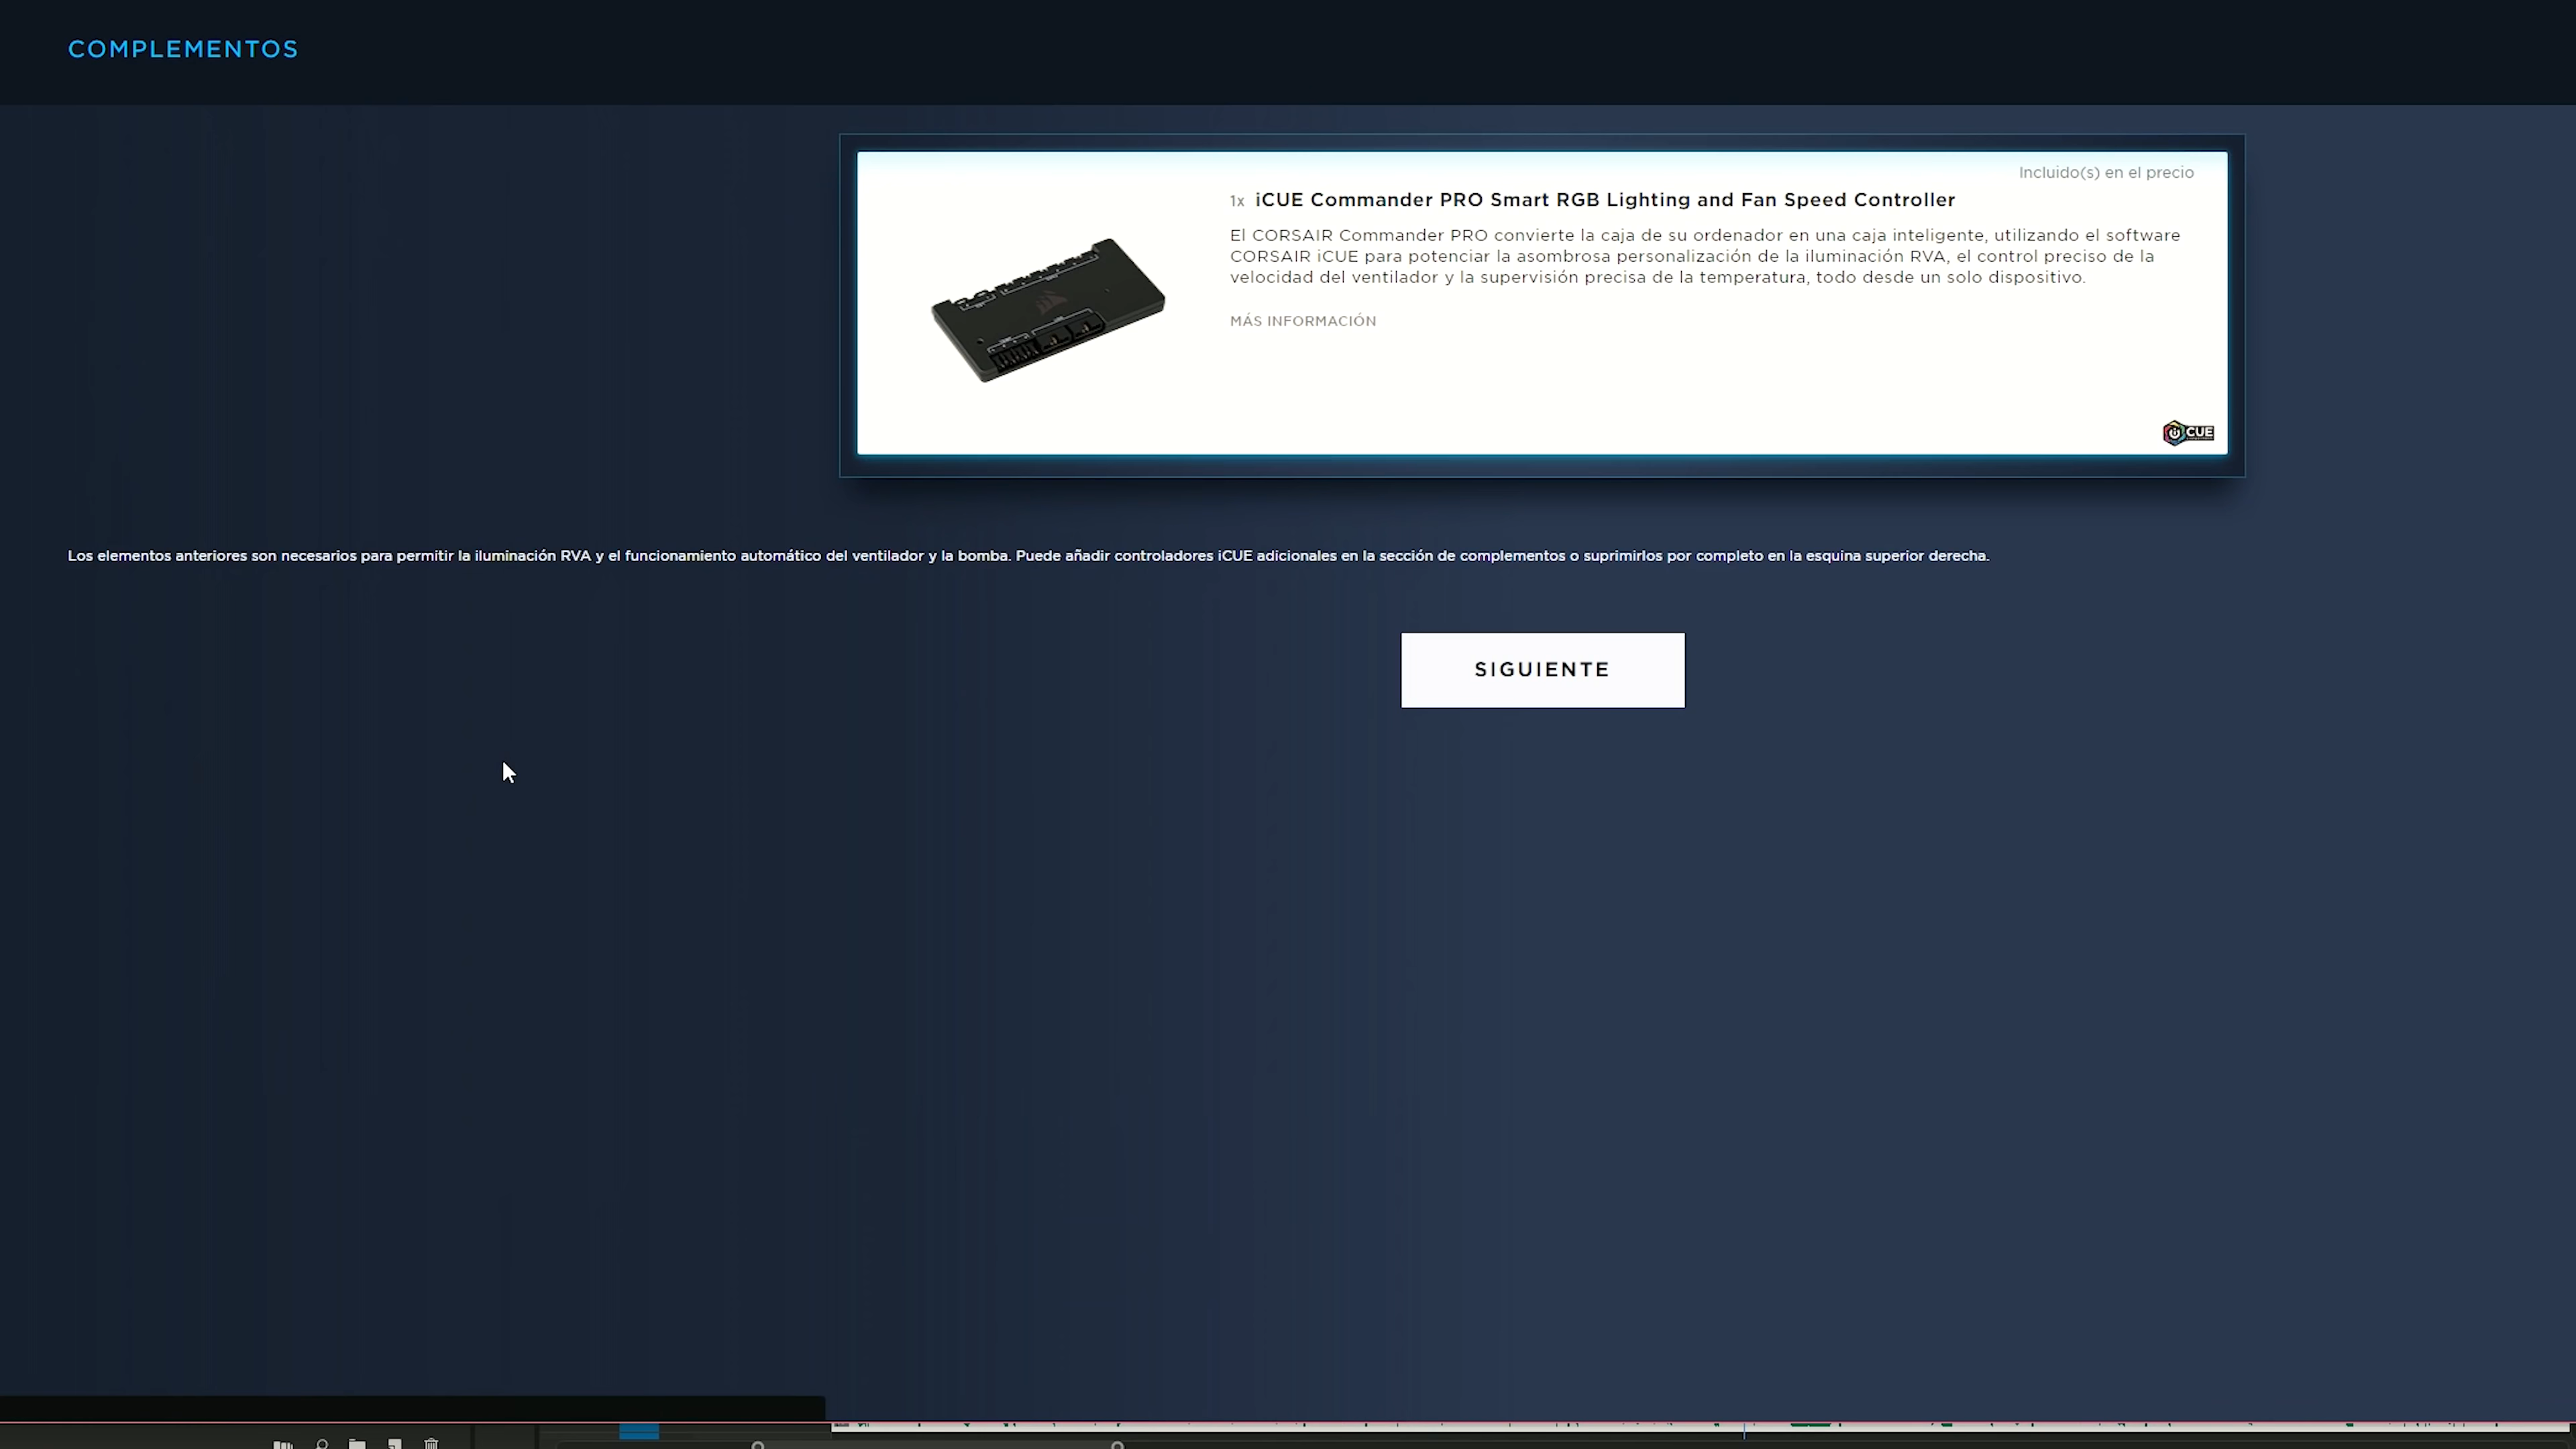 COMPLEMENTOS
Incluido(s) en el precio
1x iCUE Commander PRO Smart RGB Lighting and Fan Speed Controller
El CORSAIR Commander PRO convierte la caja de su ordenador en una caja inteligente, utilizando el software
CORSAIR iCUE para potenciar la asombrosa personalización de la iluminación RVA, el control preciso de la
velocidad del ventilador y la supervisión precisa de la temperatura, todo desde un solo dispositivo.
MÁS INFORMACIÓN
CUE
Los elementos anteriores son necesarios para permitir la iluminación RVA y el funcionamiento automático del ventilador y la bomba. Puede añadir controladores iCUE adicionales en la sección de complementos o suprimirlos por completo en la esquina superior derecha.
SIGUIENTE